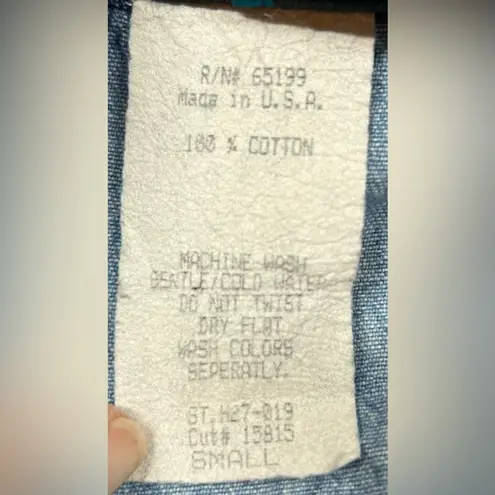 R/N# 65199
Made in U.S.A.
100 % COTTON
MACHINE WASH
GENTLE/COLD WATER
DO NOT TWIST
DRY FLAT
WASH COLORS
SEPERATLY.
ST.H27-019
Cut# 15815
SMALL